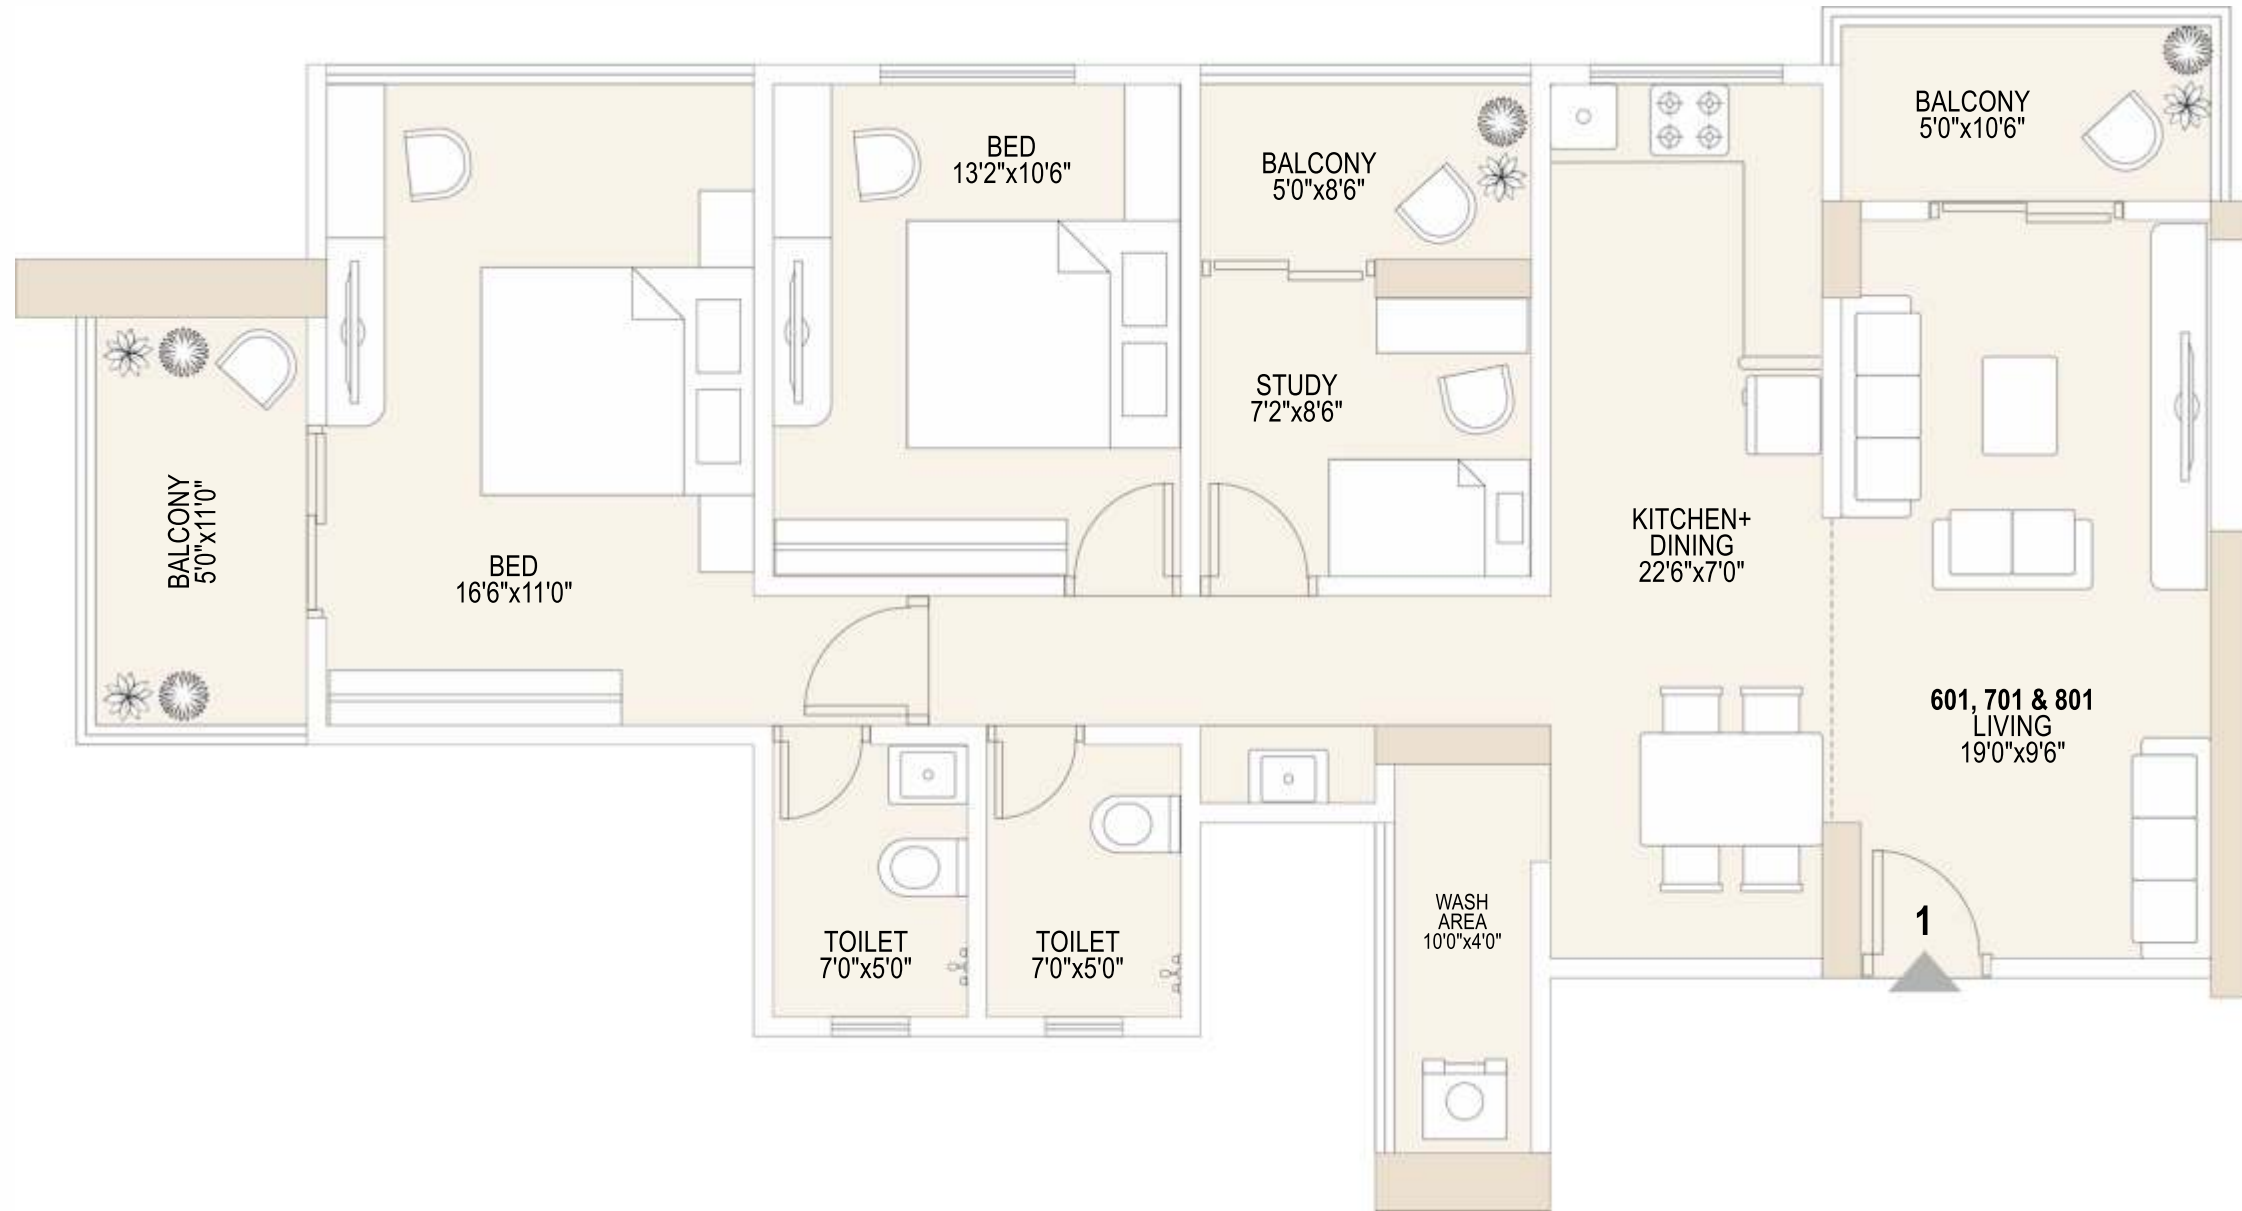 BALCONY
5'0"x10'6"
BED
13'2"x10'6"
BALCONY
5'0"x8'6"
STUDY
7'2"x8'6"
BALCONY
5'0"x11'0"
BED
16'6"x11'0"
KITCHEN+
DINING
22'6"x7'0"
601, 701 & 801
LIVING
19'0"x9'6"
TOILET
7'0"x5'0"
TOILET
7'0"x5'0"
WASH
AREA
10'0"x4'0"
1